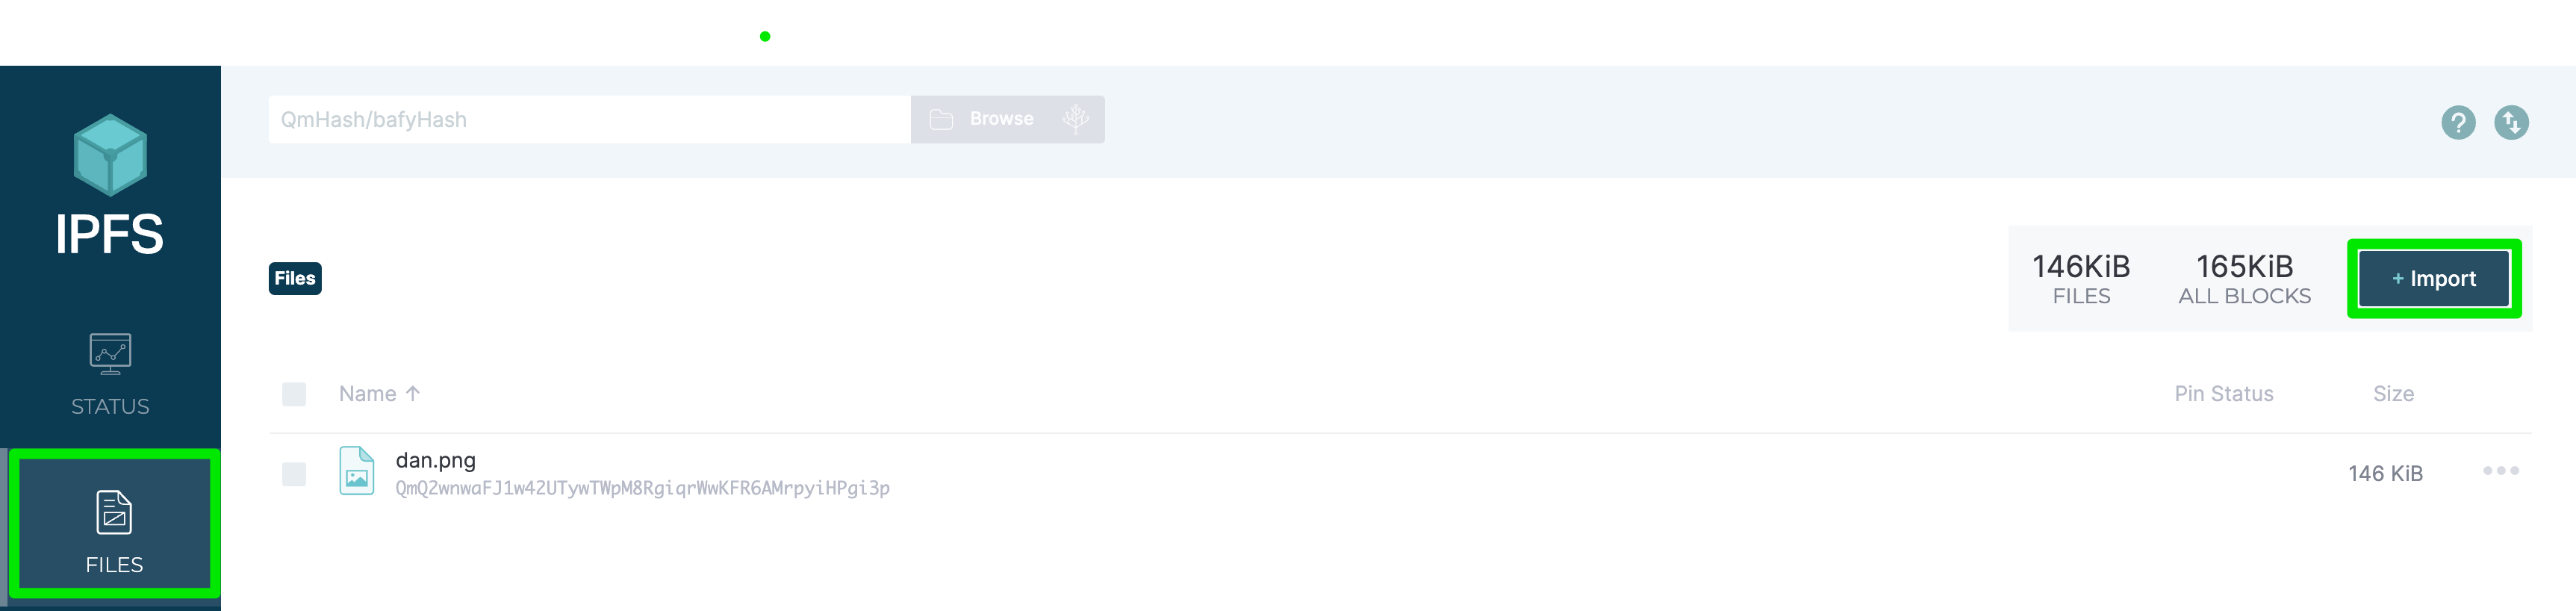 QmHash/bafyHash
Browse
IPFS
STATUS
FILES
Files
146KiB
FILES
165KiB
ALL BLOCKS
+ Import
Name ↑
Pin Status
Size
dan.png
QmQ2wnwaFJ1w42UTywTWpM8RgiqrWwKFR6AMrpyiHPgi3p
146 KiB